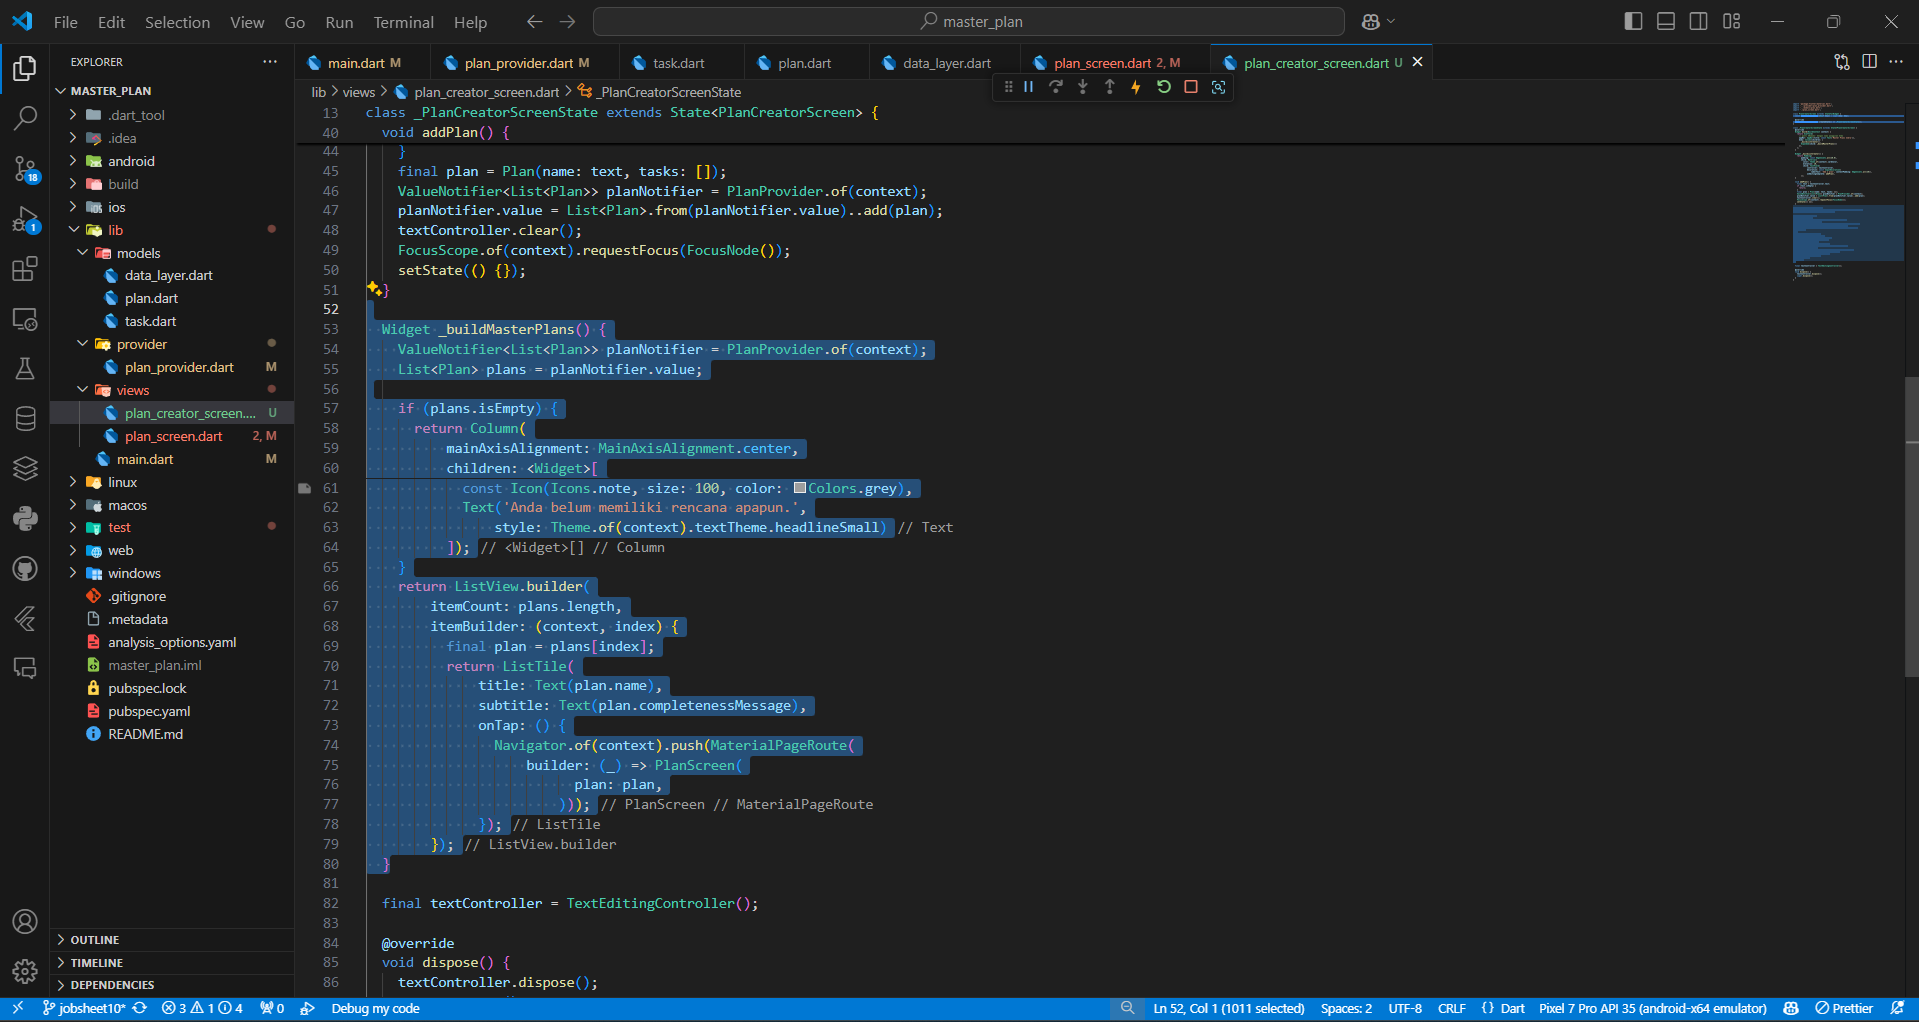 File Edit Selection View Go Run Terminal Help
master_plan
EXPLORER
MASTER_PLAN
.dart_tool
.idea
android
build
ios
lib
models
data_layer.dart
plan.dart
task.dart
provider
plan_provider.dart M
views
plan_creator_screen.... U
plan_screen.dart 2, M
main.dart M
linux
macos
test
web
windows
.gitignore
.metadata
analysis_options.yaml
master_plan.iml
pubspec.lock
pubspec.yaml
README.md
OUTLINE
TIMELINE
DEPENDENCIES
18
1
main.dart M
plan_provider.dart M
task.dart
plan.dart
data_layer.dart
plan_screen.dart 2, M
plan_creator_screen.dart U
lib > views > plan_creator_screen.dart > _PlanCreatorScreenState
13 class _PlanCreatorScreenState extends State<PlanCreatorScreen> {
40 void addPlan() {
44 }
45 final plan = Plan(name: text, tasks: []);
46 ValueNotifier<List<Plan>> planNotifier = PlanProvider.of(context);
47 planNotifier.value = List<Plan>.from(planNotifier.value)..add(plan);
48 textController.clear();
49 FocusScope.of(context).requestFocus(FocusNode());
50 setState(() {});
51 }
52
53 Widget _buildMasterPlans() {
54 ValueNotifier<List<Plan>> planNotifier = PlanProvider.of(context);
55 List<Plan> plans = planNotifier.value;
56
57 if (plans.isEmpty) {
58 return Column(
59 mainAxisAlignment: MainAxisAlignment.center,
60 children: <Widget>[
61 const Icon(Icons.note, size: 100, color: Colors.grey),
62 Text('Anda belum memiliki rencana apapun.',
63 style: Theme.of(context).textTheme.headlineSmall) // Text
64 ]); // <Widget>[] // Column
65 }
66 return ListView.builder(
67 itemCount: plans.length,
68 itemBuilder: (context, index) {
69 final plan = plans[index];
70 return ListTile(
71 title: Text(plan.name),
72 subtitle: Text(plan.completenessMessage),
73 onTap: () {
74 Navigator.of(context).push(MaterialPageRoute(
75 builder: (_) => PlanScreen(
76 plan: plan,
77 ))); // PlanScreen // MaterialPageRoute
78 }); // ListTile
79 }); // ListView.builder
80 }
81
82 final textController = TextEditingController();
83
84 @override
85 void dispose() {
86 textController.dispose();
jobsheet10* 3 1 4 0 Debug my code Ln 52, Col 1 (1011 selected) Spaces: 2 UTF-8 CRLF {} Dart Pixel 7 Pro API 35 (android-x64 emulator) Prettier